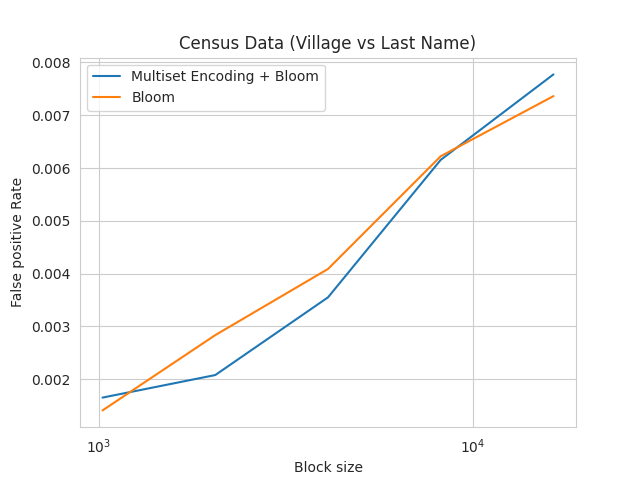 Census Data (Village vs Last Name)
Multiset Encoding + Bloom
Bloom
False positive Rate
0.008
0.007
0.006
0.005
0.004
0.003
0.002
10³
10⁴
Block size